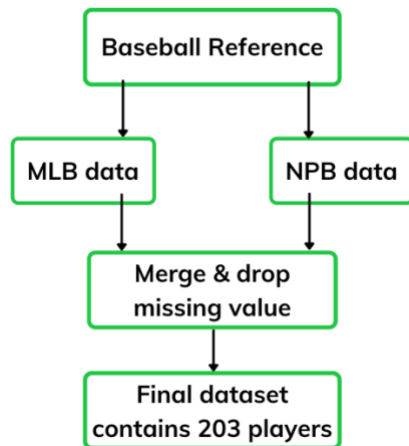 Baseball Reference
MLB data
NPB data
Merge & drop
missing value
Final dataset
contains 203 players